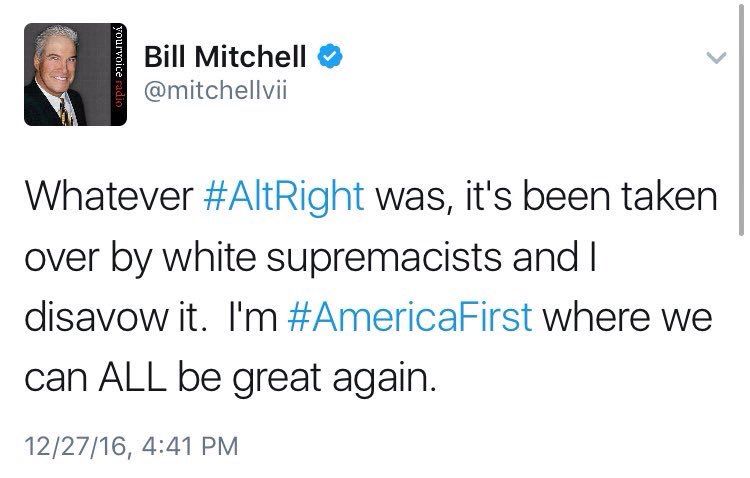 yourvoice radio
Bill Mitchell
@mitchellvii
Whatever #AltRight was, it's been taken
over by white supremacists and I
disavow it.  I'm #AmericaFirst where we
can ALL be great again.
12/27/16, 4:41 PM